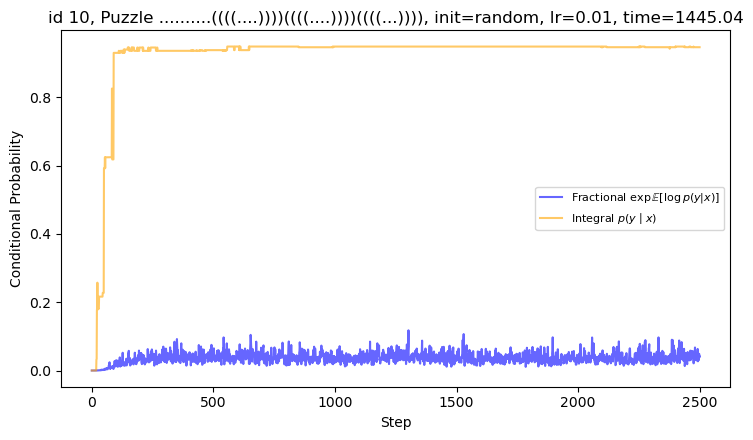 id 10, Puzzle ..........((((....))))((((....))))((((...)))), init=random, lr=0.01, time=1445.04
Conditional Probability
0.8
0.6
0.4
0.2
0.0
Fractional exp𝔼[log p(y|x)]
Integral p(y | x)
0
500
1000
1500
2000
2500
Step